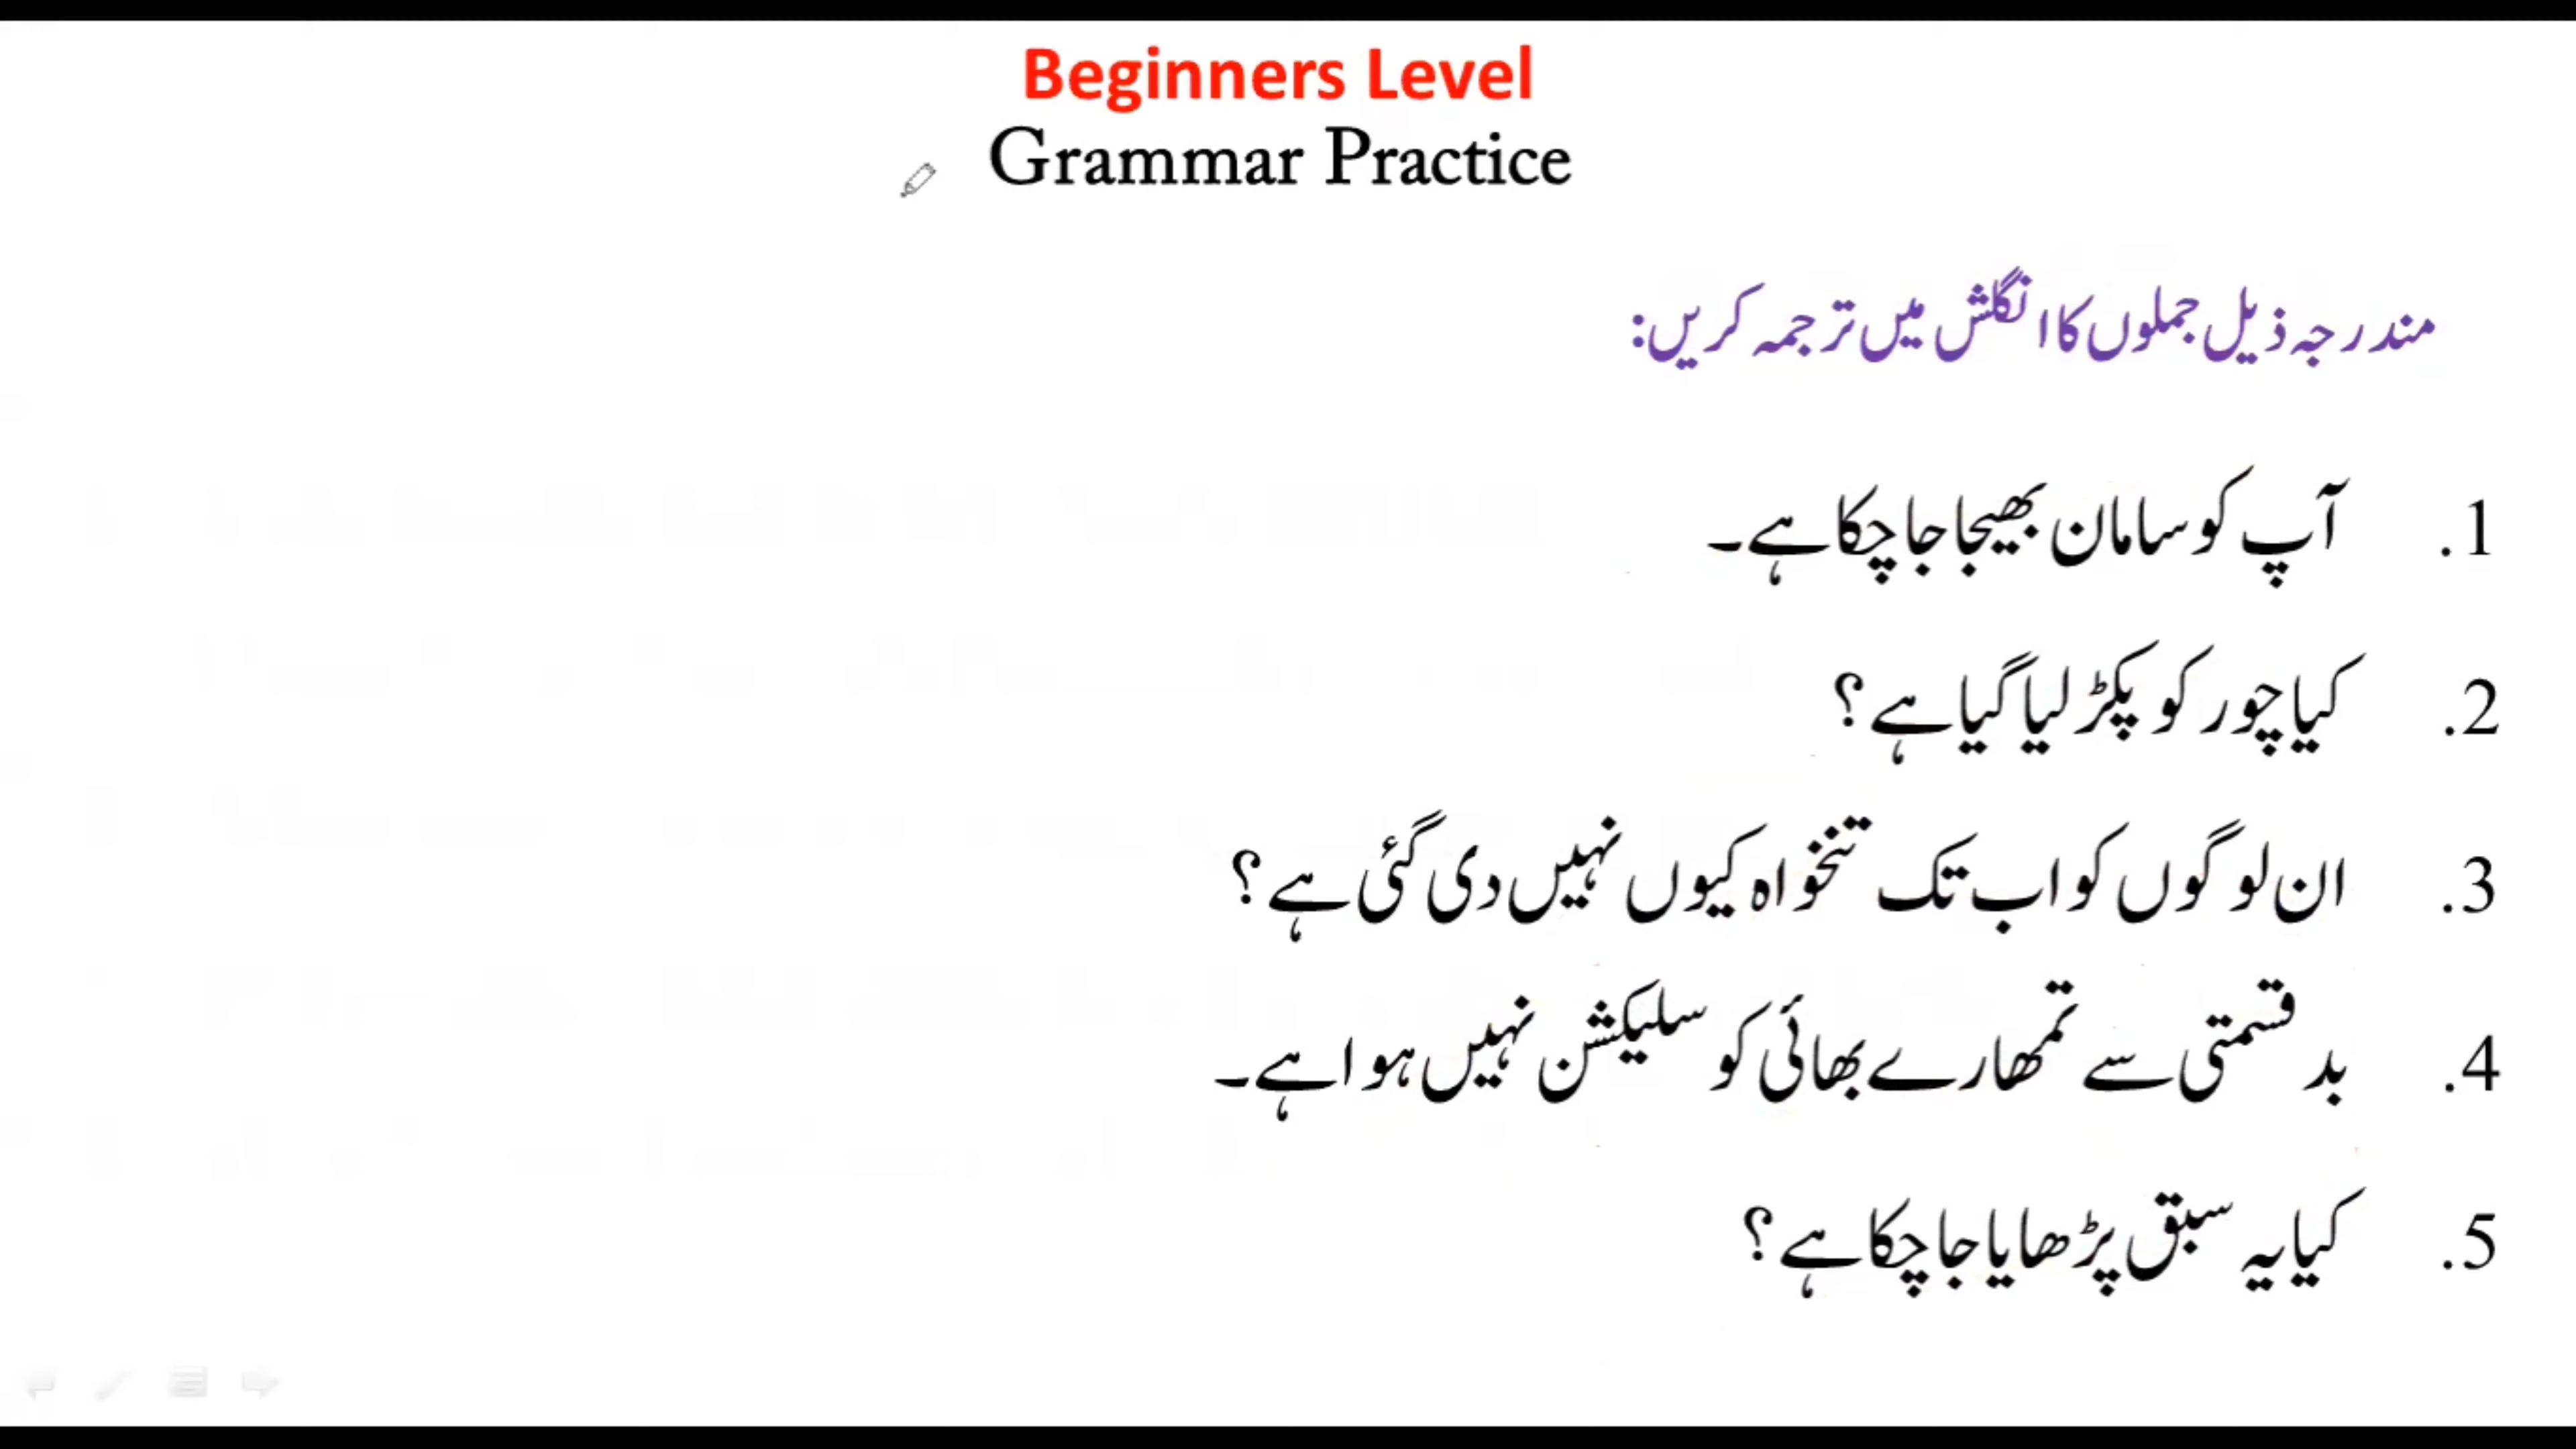 Beginners Level
Grammar Practice
مندرجہ ذیل جملوں کا انگلش میں ترجمہ کریں:
1. آپ کو سامان بھیجا جا چکا ہے۔
2. کیا چور کو پکڑ لیا گیا ہے؟
3. ان لوگوں کو اب تک تنخواہ کیوں نہیں دی گئی ہے؟
4. بد قسمتی سے تمھارے بھائی کو سلیکشن نہیں ہوا ہے۔
5. کیا یہ سبق پڑھایا جا چکا ہے؟